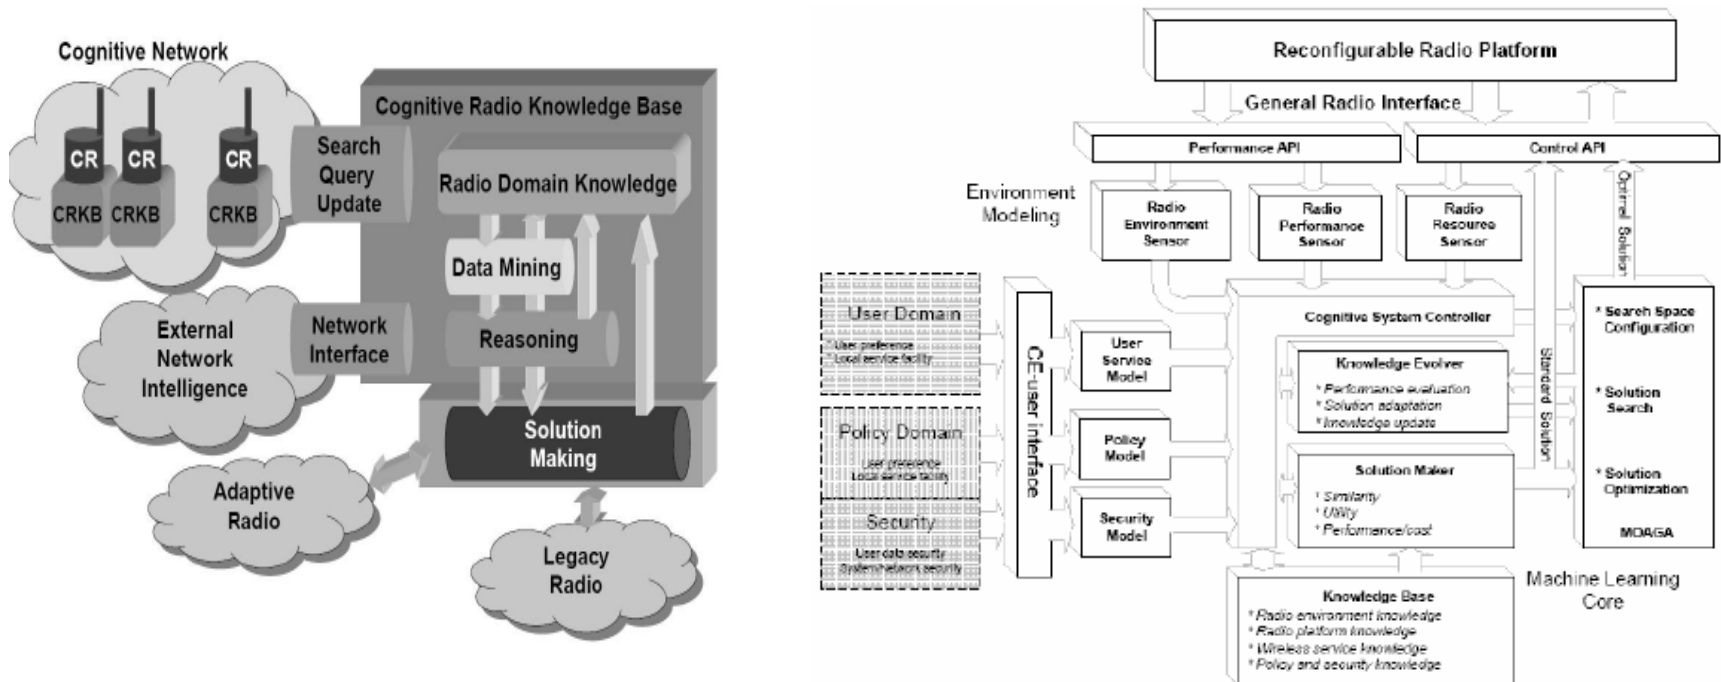 Cognitive Network
CR
CR
CR
CRKB
CRKB
CRKB
Cognitive Radio Knowledge Base
Search
Query
Update
Radio Domain Knowledge
Data Mining
External
Network
Intelligence
Network
Interface
Reasoning
Solution
Making
Adaptive
Radio
Legacy
Radio
Reconfigurable Radio Platform
General Radio Interface
Performance API
Control API
Environment
Modeling
Radio
Environment
Sensor
Radio
Performance
Sensor
Radio
Resource
Sensor
Optimal Solution
Standard Solution
User Domain
* User preference
* Local service facility
Policy Domain
User preference
Local service facility
Security
User data security
System/Network security
CE-user interface
User
Service
Model
Policy
Model
Security
Model
Cognitive System Controller
Knowledge Evolver
* Performance evaluation
* Solution adaptation
* knowledge update
Solution Maker
* Similarity
* Utility
* Performance/cost
* Search Space
Configuration
* Solution
Search
* Solution
Optimization
MOAGA
Machine Learning
Core
Knowledge Base
* Radio environment knowledge
* Radio platform knowledge
* Wireless service knowledge
* Policy and security knowledge